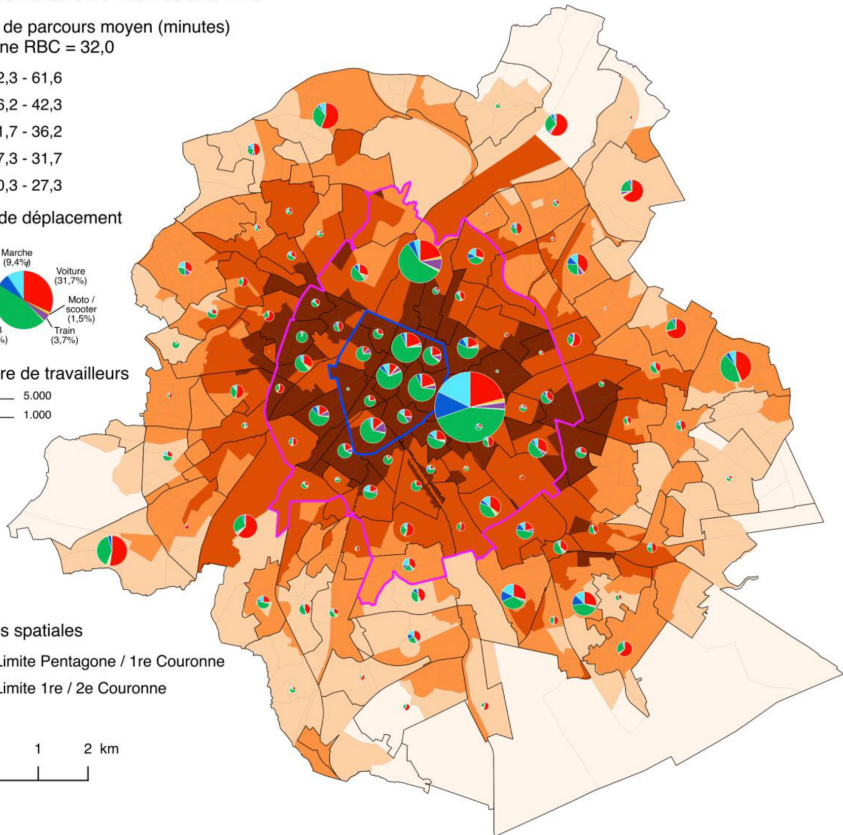 de parcours moyen (minutes)
ne RBC = 32,0
2,3 - 61,6
6,2 - 42,3
1,7 - 36,2
7,3 - 31,7
0,3 - 27,3
de déplacement
Marche
(9,4%)
Voiture
(31,7%)
Moto /
scooter
(1,5%)
Train
(3,7%)
%)
re de travailleurs
5.000
1.000
s spatiales
Limite Pentagone / 1re Couronne
Limite 1re / 2e Couronne
1 2 km